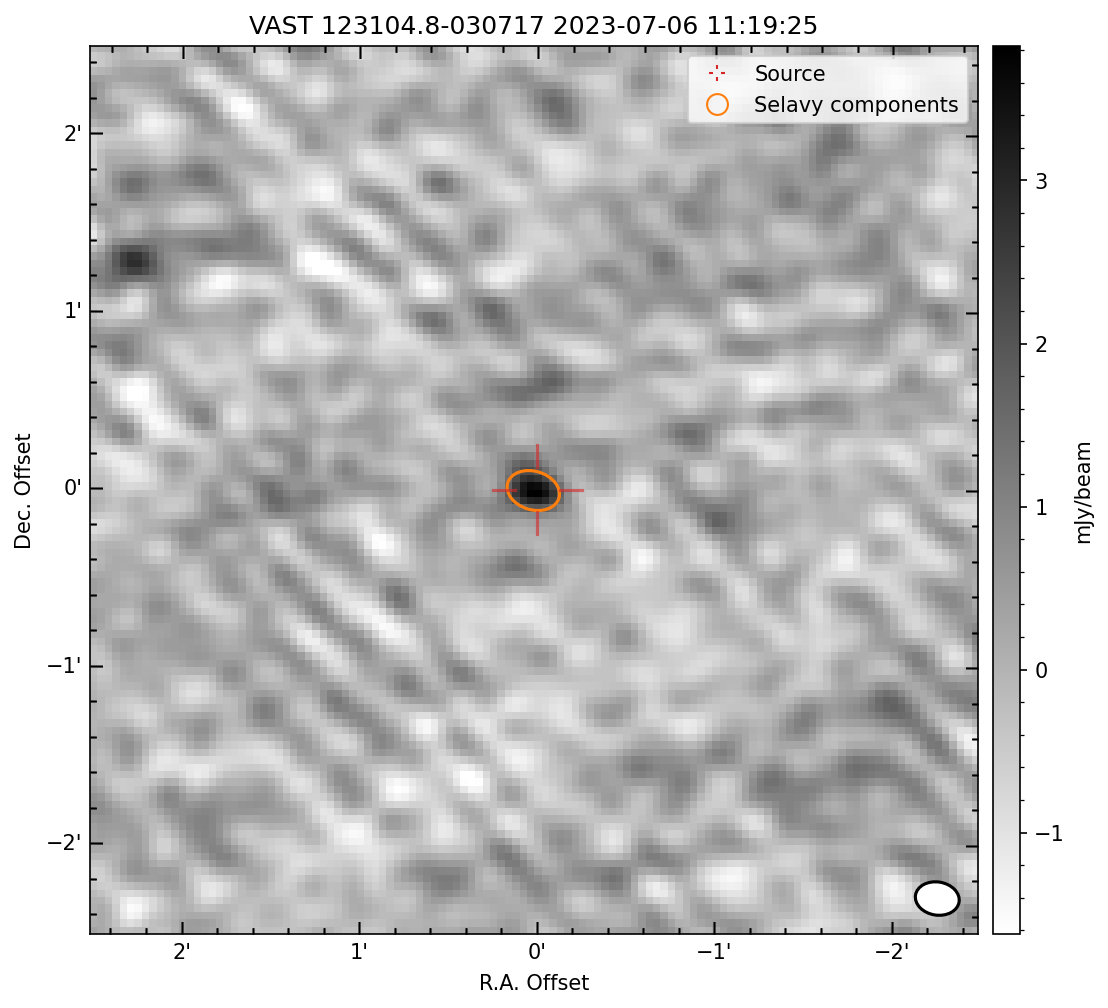 VAST 123104.8-030717 2023-07-06 11:19:25
Source
Selavy components
2'
1'
0'
−1'
−2'
Dec. Offset
2'
1'
0'
−1'
−2'
R.A. Offset
3
2
1
0
−1
mJy/beam